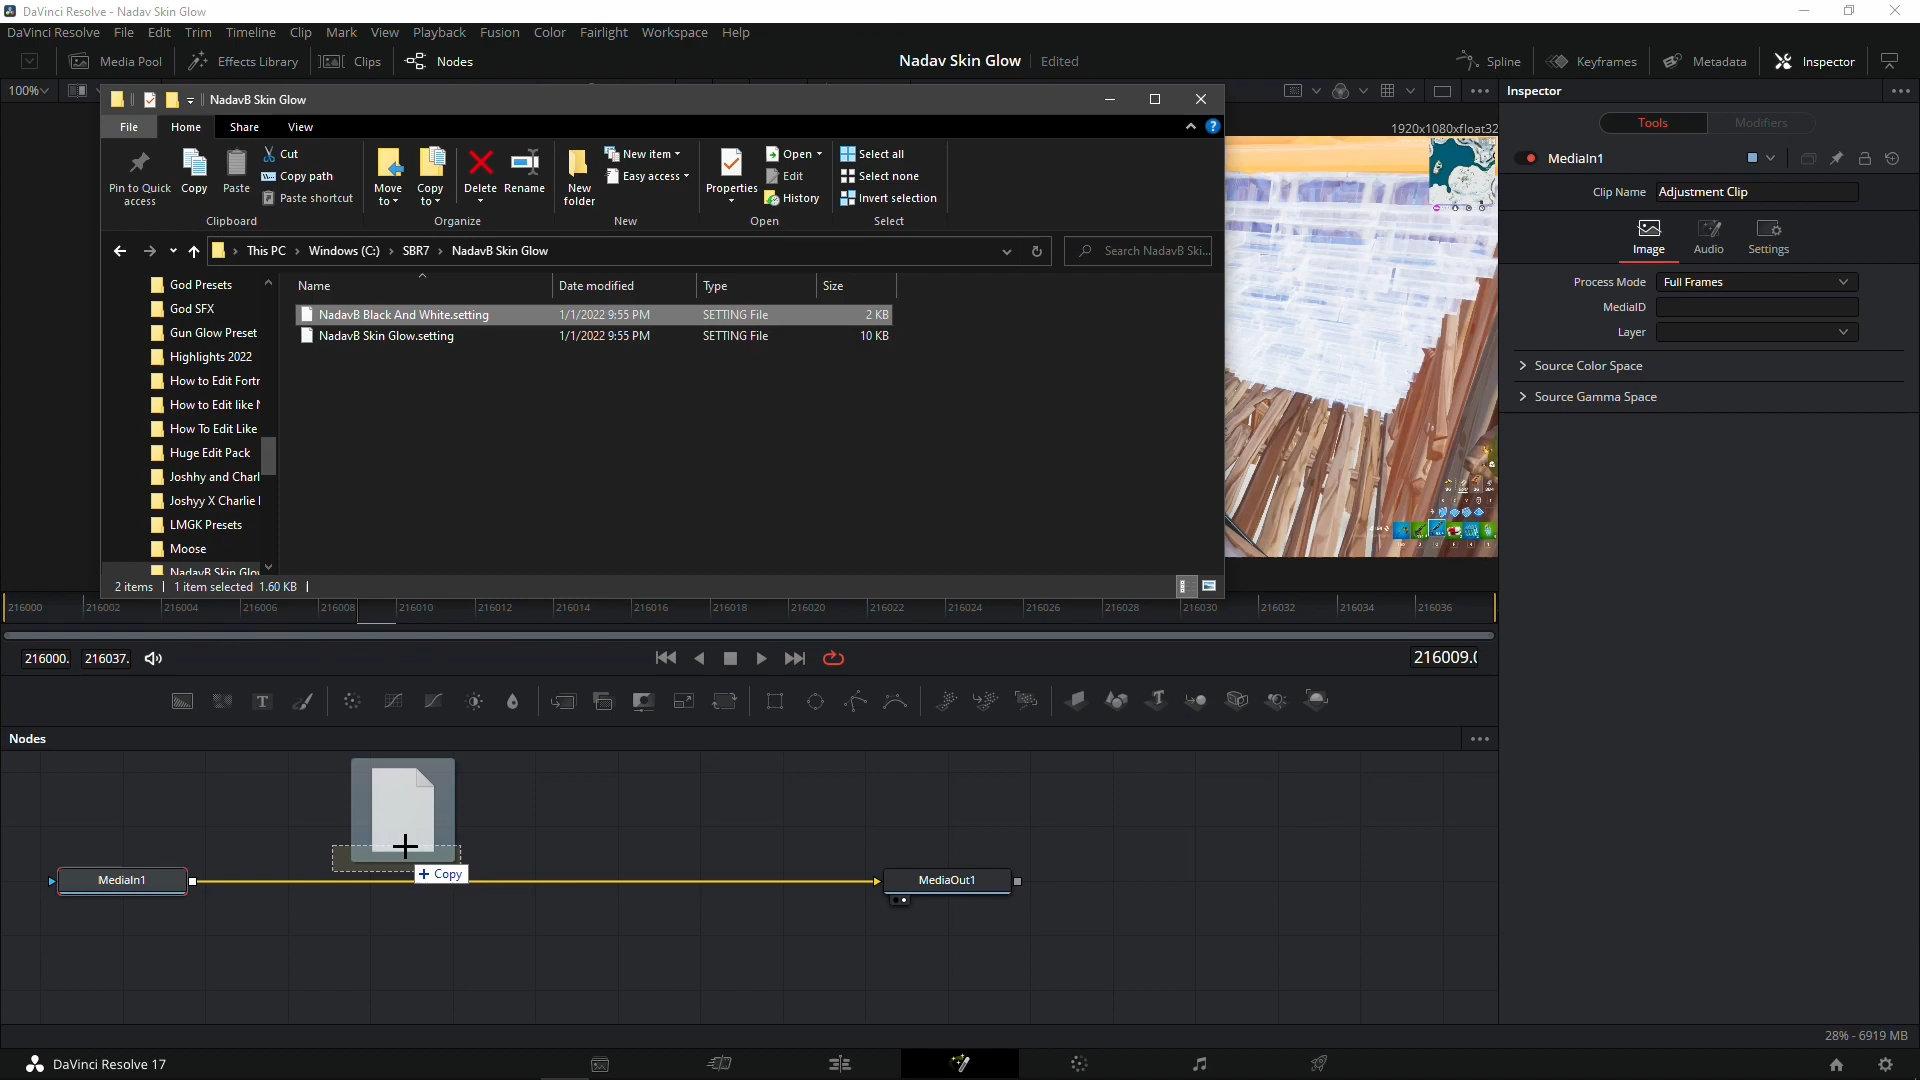 DaVinci Resolve - Nadav Skin Glow
DaVinci Resolve File Edit Trim Timeline Clip Mark View Playback Fusion Color Fairlight Workspace Help
Media Pool Effects Library Clips Nodes Nadav Skin Glow Edited Spline Keyframes Metadata Inspector
100%
NadavB Skin Glow
Inspector
File Home Share View
1920x1080xfloat32
Tools Modifiers
Pin to Quick access
Copy
Paste
Cut
Copy path
Paste shortcut
Clipboard
Move to
Copy to
Delete
Rename
Organize
New folder
New item
Easy access
New
Properties
Open
Edit
History
Open
Select all
Select none
Invert selection
Select
MediaIn1
Clip Name Adjustment Clip
Image Audio Settings
Process Mode Full Frames
MediaID
Layer
Source Color Space
Source Gamma Space
This PC Windows (C:) SBR7 NadavB Skin Glow
Search NadavB Ski...
God Presets
God SFX
Gun Glow Preset
Highlights 2022
How to Edit Fortr
How to Edit like N
How To Edit Like
Huge Edit Pack
Joshhy and Charl
Joshyy X Charlie I
LMGK Presets
Moose
NadavB Skin Glov
Name Date modified Type Size
NadavB Black And White.setting 1/1/2022 9:55 PM SETTING File 2 KB
NadavB Skin Glow.setting 1/1/2022 9:55 PM SETTING File 10 KB
2 items 1 item selected 1.60 KB
216000 216002 216004 216006 216008 216010 216012 216014 216016 216018 216020 216022 216024 216026 216028 216030 216032 216034 216036
216000. 216037. 216009.0
Nodes
+ Copy
MediaIn1
MediaOut1
28% - 6919 MB
DaVinci Resolve 17